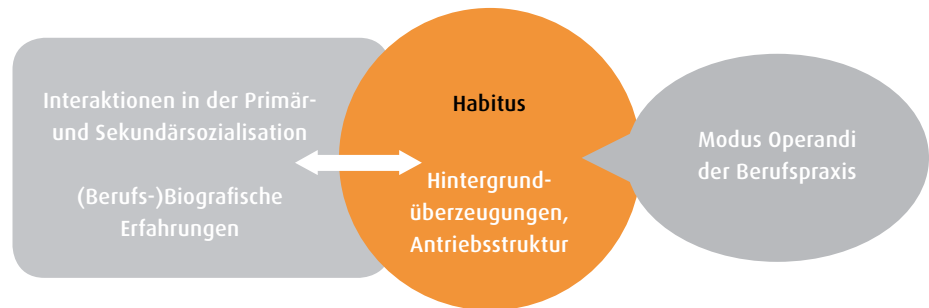 Interaktionen in der Primär-
und Sekundärsozialisation
(Berufs-)Biografische
Erfahrungen
Habitus
Hintergrund-
überzeugungen,
Antriebsstruktur
Modus Operandi
der Berufspraxis